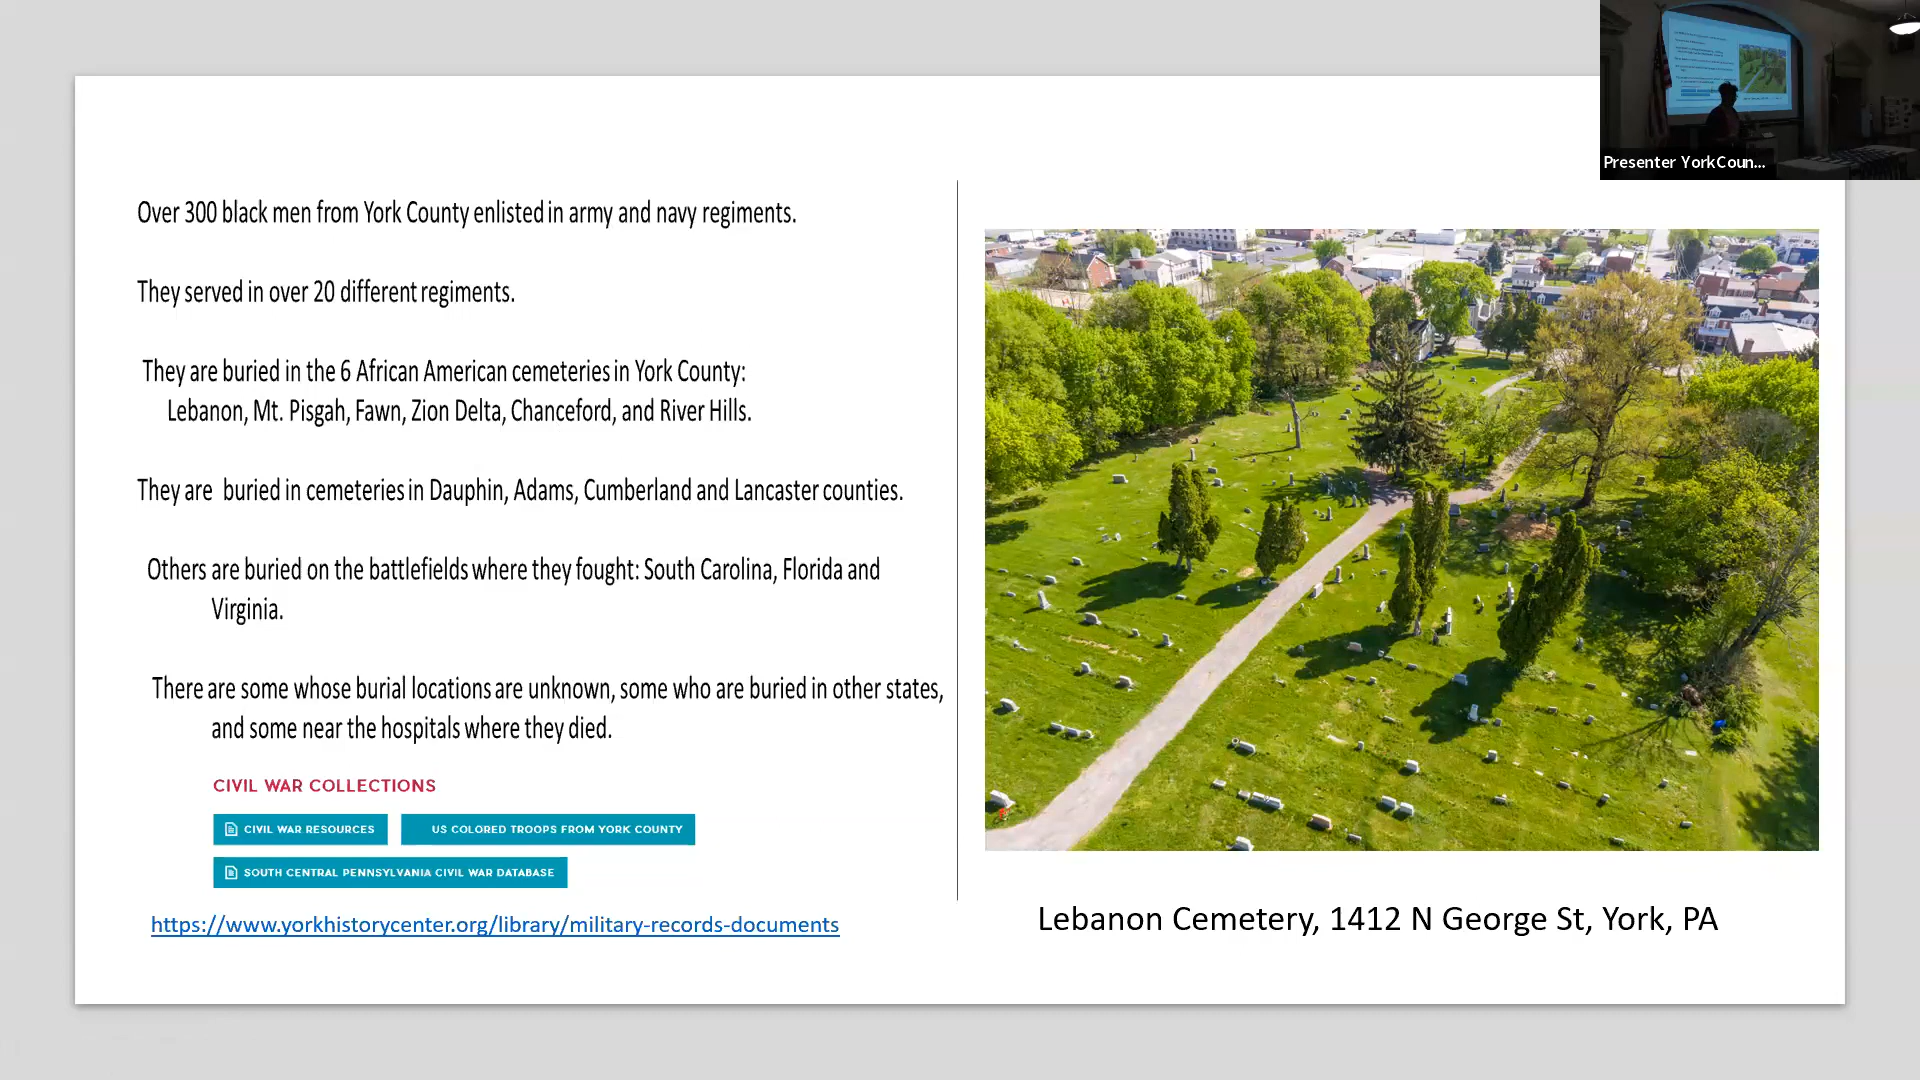 Presenter YorkCoun...
Over 300 black men from York County enlisted in army and navy regiments.
They served in over 20 different regiments.
They are buried in the 6 African American cemeteries in York County:
Lebanon, Mt. Pisgah, Fawn, Zion Delta, Chanceford, and River Hills.
They are buried in cemeteries in Dauphin, Adams, Cumberland and Lancaster counties.
Others are buried on the battlefields where they fought: South Carolina, Florida and
Virginia.
There are some whose burial locations are unknown, some who are buried in other states,
and some near the hospitals where they died.
CIVIL WAR COLLECTIONS
CIVIL WAR RESOURCES
US COLORED TROOPS FROM YORK COUNTY
SOUTH CENTRAL PENNSYLVANIA CIVIL WAR DATABASE
https://www.yorkhistorycenter.org/library/military-records-documents
Lebanon Cemetery, 1412 N George St, York, PA